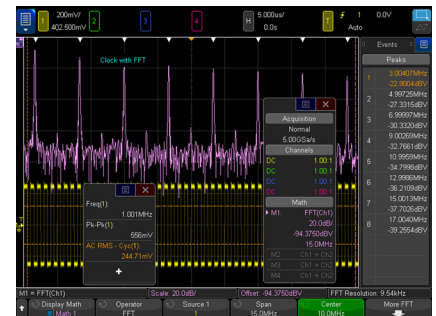 1
200mV/
402.500mV
2
3
4
H
5.000us/
0.0s
T
1
0.0V
Auto
Clock with FFT
Events
Peaks
1
3.00407MHz
-22.9004dBV
2
4.99725MHz
-27.3315dBV
3
6.99997MHz
-30.3320dBV
4
9.00269MHz
-32.7661dBV
5
10.9959MHz
-34.7998dBV
6
12.9986MHz
-36.2109dBV
7
15.0013MHz
-37.7026dBV
8
17.0040MHz
-39.2554dBV
Acquisition
Normal
5.00GSa/s
Channels
DC 1.00:1
DC 1.00:1
DC 1.00:1
DC 1.00:1
Math
M1: FFT(Ch1)
20.0dB/
-94.3750dBV
15.0MHz
M2 Ch1 + Ch2
M3 Ch1 + Ch2
M4 Ch1 + Ch2
Freq(1):
1.001MHz
Pk-Pk(1):
556mV
AC RMS - Cyc(1):
244.71mV
M1 = FFT(Ch1) Scale: 20.0dB/ Offset: -94.3750dBV FFT Resolution: 9.54kHz
Display Math
Math 1
Operator
FFT
Source 1
1
Span
15.0MHz
Center
10.0MHz
More FFT